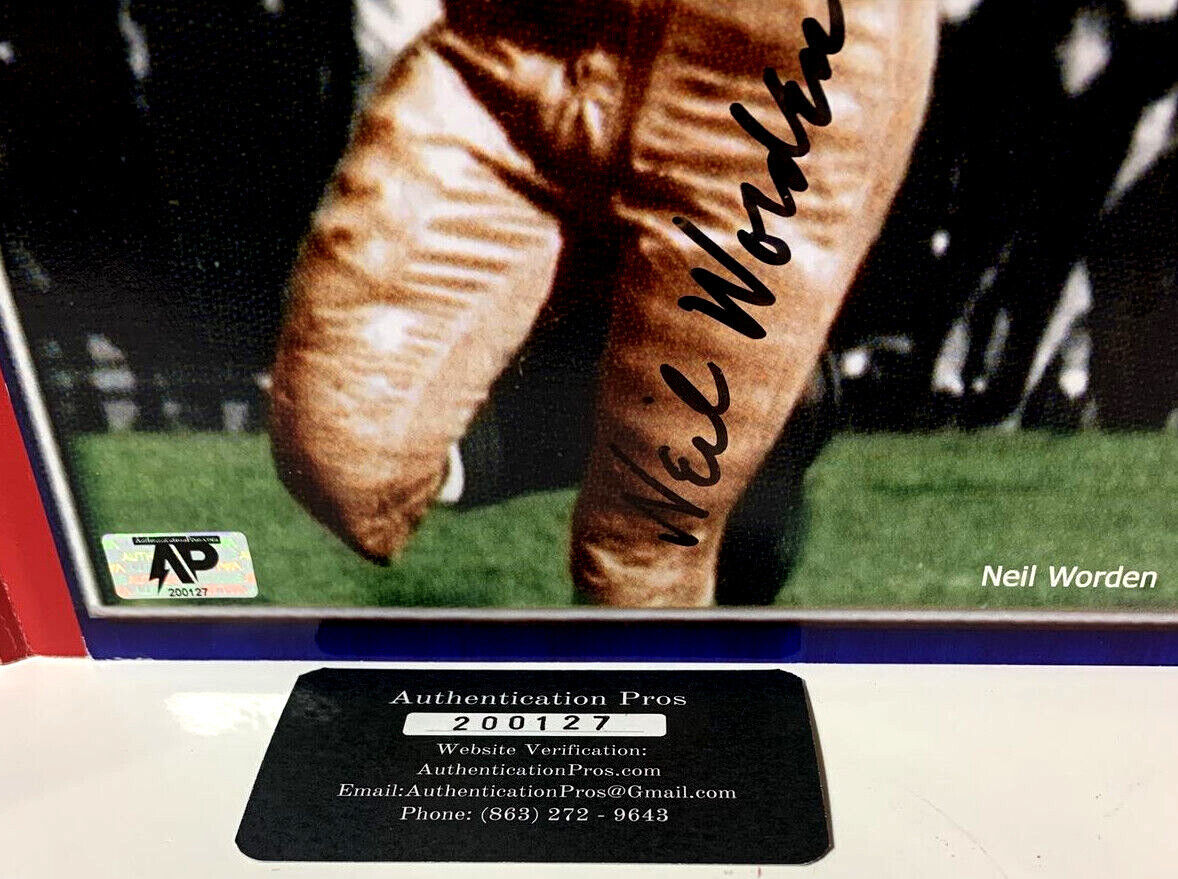 Neil Worden
Neil Worden
AuthenticationPros
AP
200127
Authentication Pros
200127
Website Verification:
AuthenticationPros.com
Email:AuthenticationPros@Gmail.com
Phone: (863) 272 - 9643